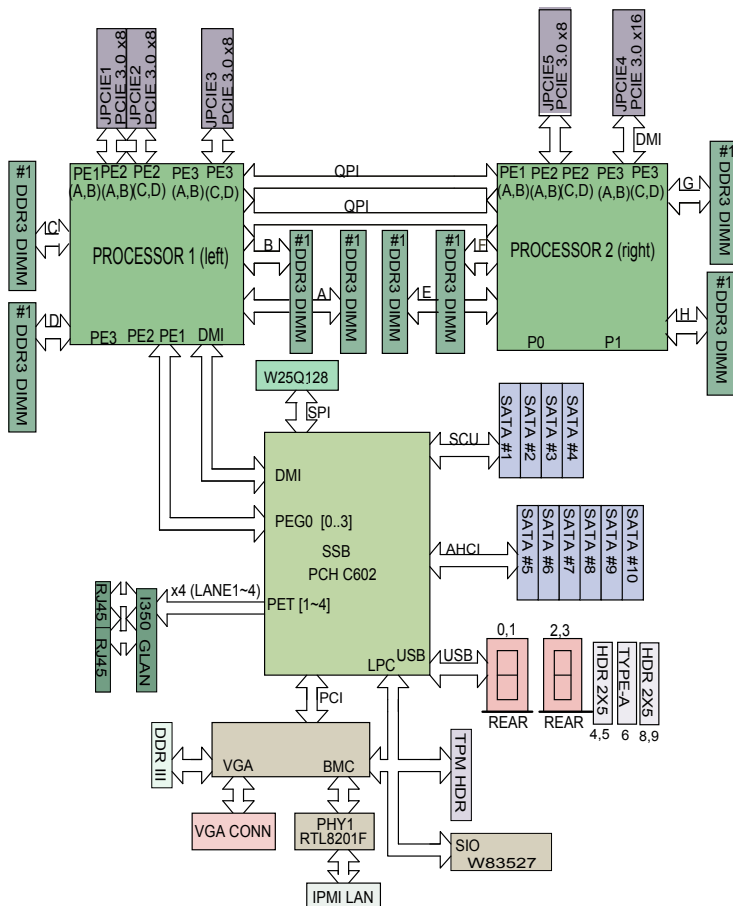 JPCIE1
PCIE 3.0 x8
JPCIE2
PCIE 3.0 x8
JPCIE3
PCIE 3.0 x8
JPCIE5
PCIE 3.0 x8
JPCIE4
PCIE 3.0 x16
DMI
PE1
(A,B)
PE2
(A,B)
PE2
(C,D)
PE3
(A,B)
PE3
(C,D)
QPI
QPI
PE1
(A,B)
PE2
(A,B)
PE2
(C,D)
PE3
(A,B)
PE3
(C,D)
#1 DDR3 DIMM
C
#1 DDR3 DIMM
D
PROCESSOR 1 (left)
PE3
PE2
PE1
DMI
B
#1 DDR3 DIMM
A
#1 DDR3 DIMM
E
#1 DDR3 DIMM
F
#1 DDR3 DIMM
PROCESSOR 2 (right)
P0
P1
G
#1 DDR3 DIMM
H
#1 DDR3 DIMM
W25Q128
SPI
DMI
PEG0 [0..3]
SSB
PCH C602
PET [1~4]
LPC
USB
SCU
SATA #1
SATA #2
SATA #3
SATA #4
AHCI
SATA #5
SATA #6
SATA #7
SATA #8
SATA #9
SATA #10
x4 (LANE1~4)
RJ45
RJ45
I350 GLAN
USB
0,1
REAR
2,3
REAR
HDR 2X5
4,5
TYPE-A
6
HDR 2X5
8,9
PCI
DDR III
VGA
BMC
TPM HDR
VGA CONN
PHY1
RTL8201F
SIO
W83527
IPMI LAN